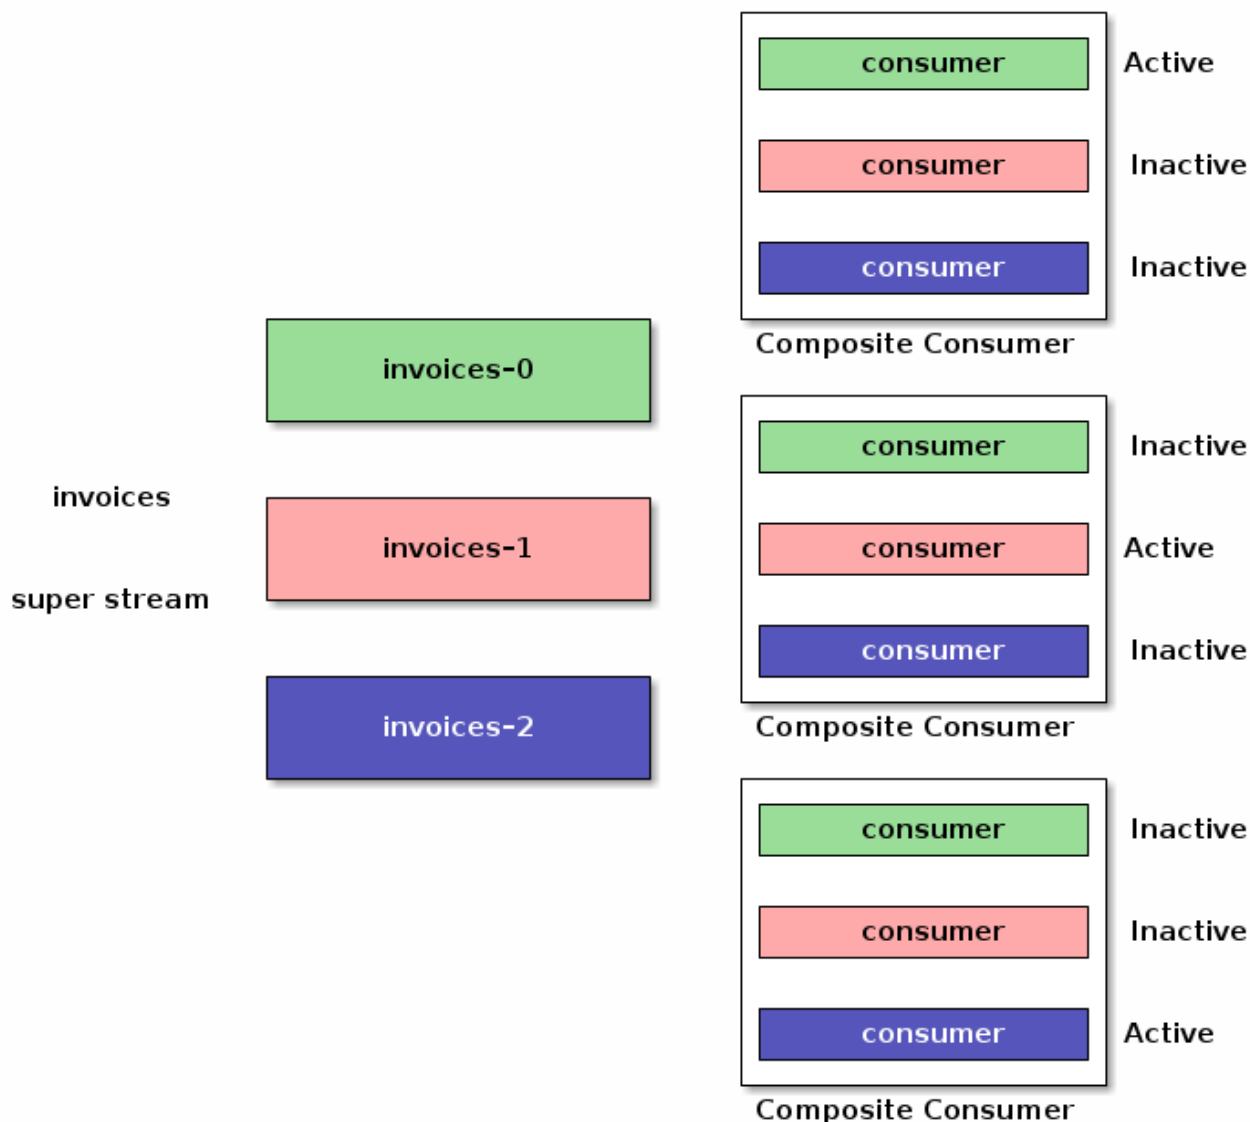 consumer Active
consumer Inactive
consumer Inactive
Composite Consumer
invoices-0
consumer Inactive
invoices
invoices-1
consumer Active
super stream
consumer Inactive
invoices-2
Composite Consumer
consumer Inactive
consumer Inactive
consumer Active
Composite Consumer